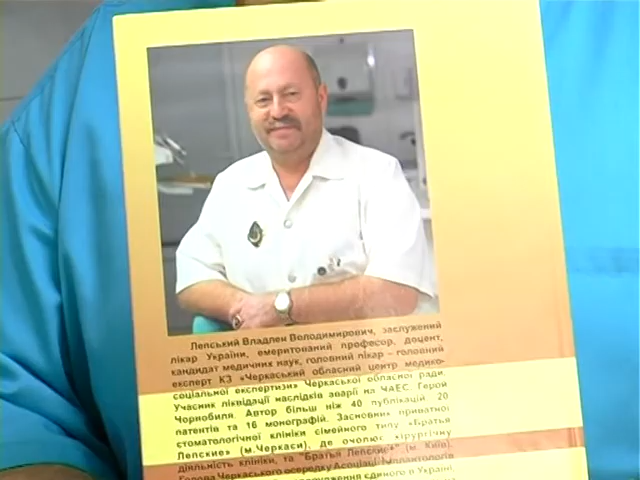 Лепський Владлен Володимирович, заслужений
лікар України, емеритований професор, доцент,
кандидат медичних наук, головний лікар – головний
експерт КЗ «Черкаський обласний центр медико-
соціальної експертизи» Черкаської обласної ради.
Учасник ліквідації наслідків аварії на ЧАЕС. Герой
Чорнобиля. Автор більш ніж 40 публікацій, 20
патентів та 16 монографій. Засновник приватної
стоматологічної клініки сімейного типу «Братья
Лепские» (м.Черкаси), де очолює хірургічну
діяльність клініки, та "Братья Лепские+" (м. Київ).
Голова Черкаського осередку Асоціації імплантологів
єдиного в Україні,